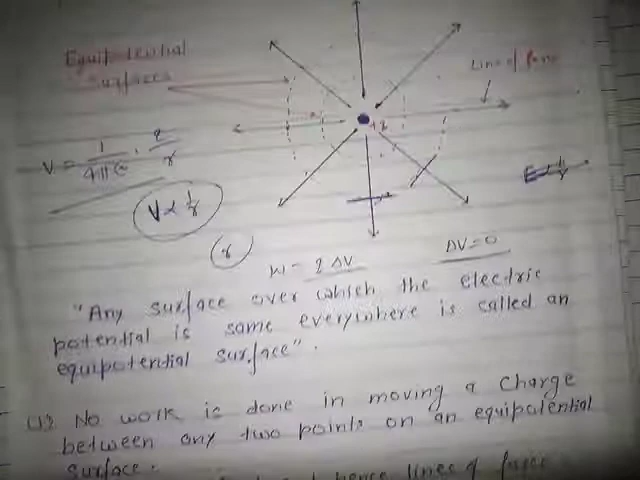 Equipotential
surfaces
Line of force
+q
V = 1/4πε · q/r
V ∝ 1/r
W = q ΔV
ΔV = 0
"Any surface over which the electric
potential is same everywhere is called an
equipotential surface".
(1) No work is done in moving a charge
between any two points on an equipotential
surface.
hence lines of force